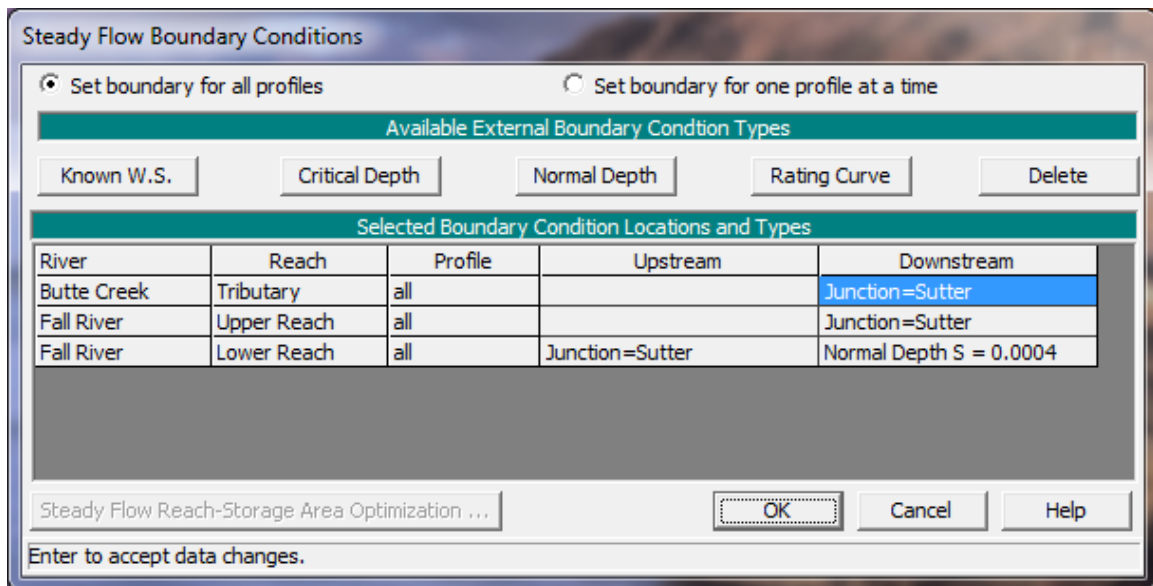 Steady Flow Boundary Conditions
Set boundary for all profiles Set boundary for one profile at a time
Available External Boundary Condtion Types
Known W.S. Critical Depth Normal Depth Rating Curve Delete
Selected Boundary Condition Locations and Types
River Reach Profile Upstream Downstream
Butte Creek Tributary all Junction=Sutter
Fall River Upper Reach all Junction=Sutter
Fall River Lower Reach all Junction=Sutter Normal Depth S = 0.0004
Steady Flow Reach-Storage Area Optimization ... OK Cancel Help
Enter to accept data changes.